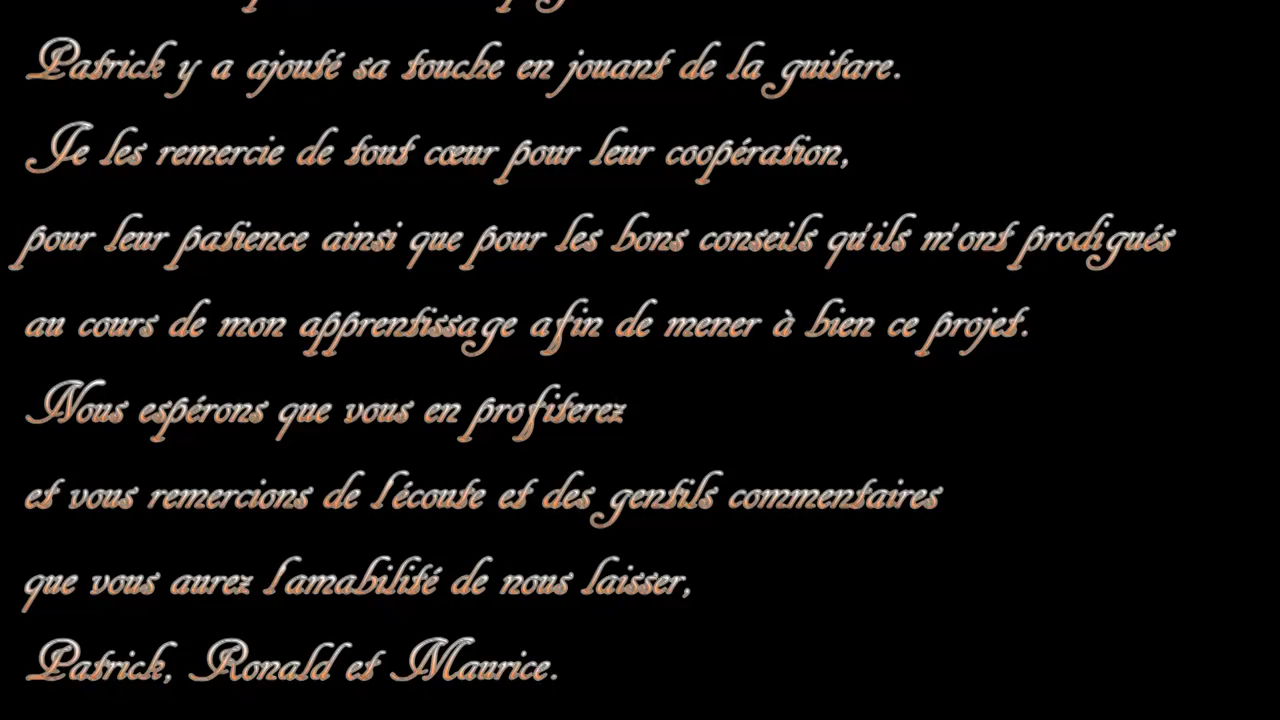 Patrick y a ajouté sa touche en jouant de la guitare.
Je les remercie de tout cœur pour leur coopération,
pour leur patience ainsi que pour les bons conseils qu'ils m'ont prodigués
au cours de mon apprentissage afin de mener à bien ce projet.
Nous espérons que vous en profiterez
et vous remercions de l'écoute et des gentils commentaires
que vous aurez l'amabilité de nous laisser,
Patrick, Ronald et Maurice.